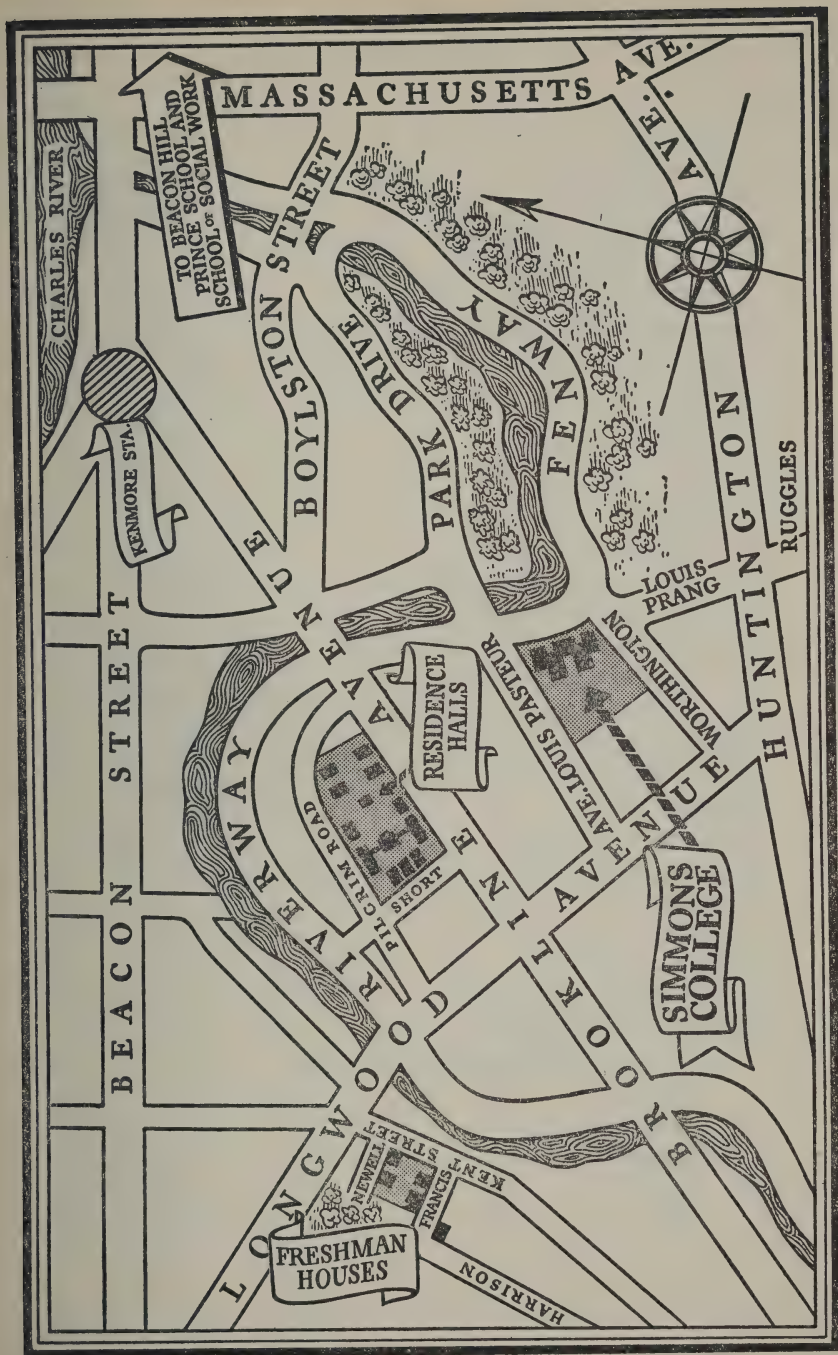 MASSACHUSETTS AVE.
AVE.
TO BEACON HILL
PRINCE SCHOOL AND
SCHOOL OF SOCIAL WORK
CHARLES RIVER
BOYLSTON STREET
FENWAY
PARK DRIVE
KENMORE STA.
HUNTINGTON
RUGGLES
LOUIS
PRANG
WORTHINGTON
AVE. LOUIS PASTEUR
BEACON STREET
RESIDENCE
HALLS
RIVERWAY
PILGRIM ROAD
SHORT
SIMMONS
COLLEGE
BROOKLINE AVENUE
LONGWOOD AVENUE
NEWELL
KENT STREET
FRANCIS
FRESHMAN
HOUSES
HARRISON